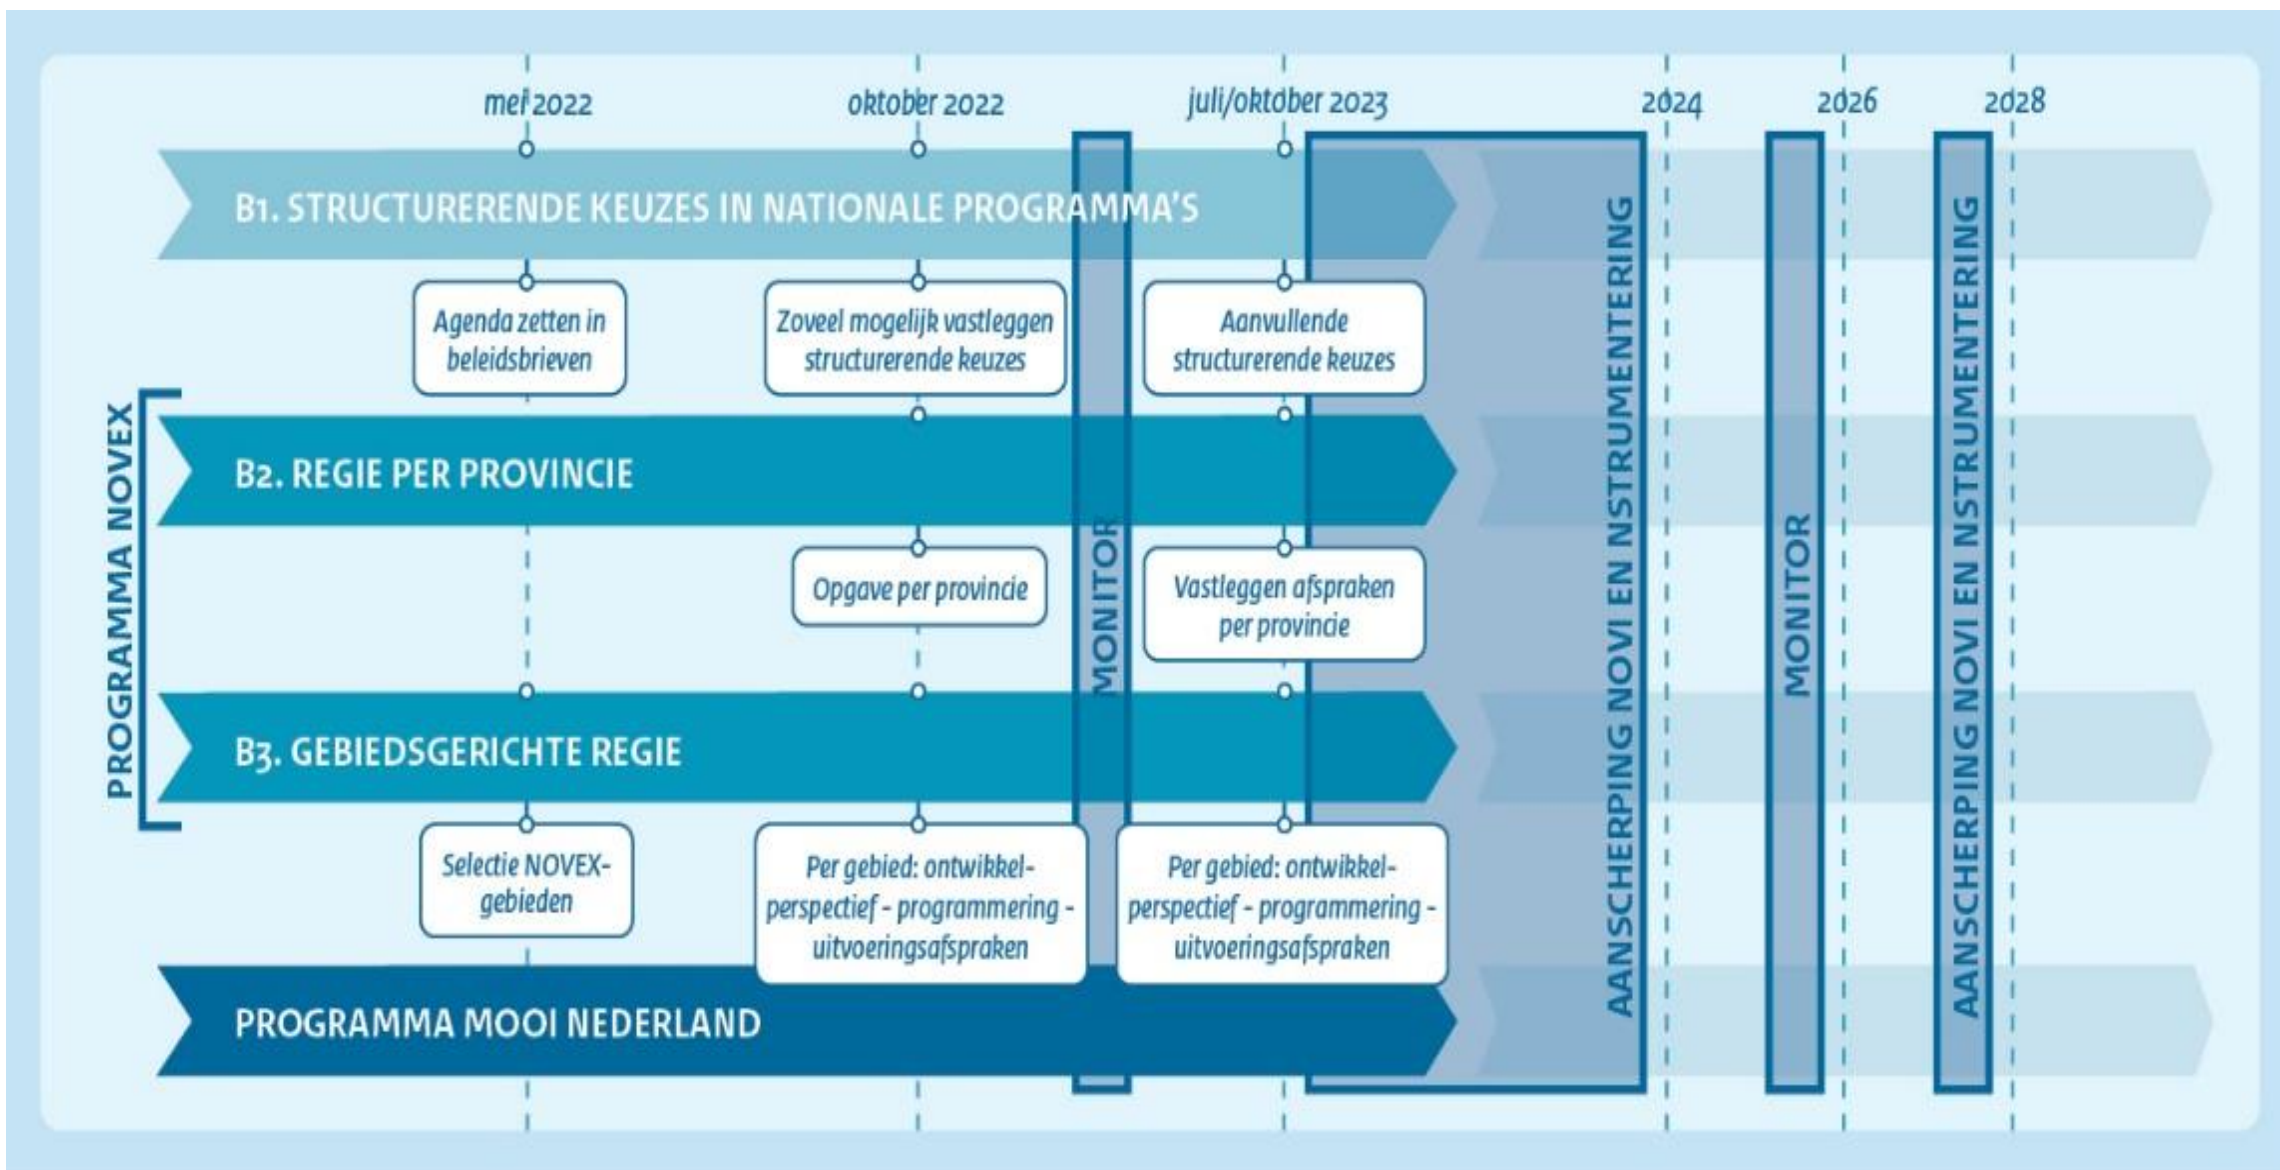 mei 2022
oktober 2022
juli/oktober 2023
2024
2026
2028
B1. STRUCTURERENDE KEUZES IN NATIONALE PROGRAMMA'S
Agenda zetten in
beleidsbrieven
Zoveel mogelijk vastleggen
structurerende keuzes
Aanvullende
structurerende keuzes
PROGRAMMA NOVEX
B2. REGIE PER PROVINCIE
Opgave per provincie
Vastleggen afspraken
per provincie
B3. GEBIEDSGERICHTE REGIE
Selectie NOVEX-
gebieden
Per gebied: ontwikkel-
perspectief - programmering -
uitvoeringsafspraken
Per gebied: ontwikkel-
perspectief - programmering -
uitvoeringsafspraken
PROGRAMMA MOOI NEDERLAND
MONITOR
AANSCHERPING NOVI EN NSTRUMENTERING
MONITOR
AANSCHERPING NOVI EN NSTRUMENTERING